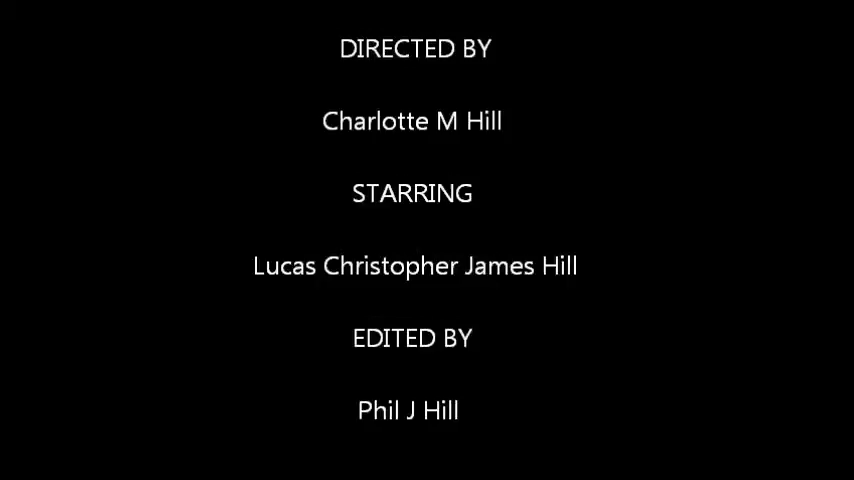 DIRECTED BY
Charlotte M Hill
STARRING
Lucas Christopher James Hill
EDITED BY
Phil J Hill